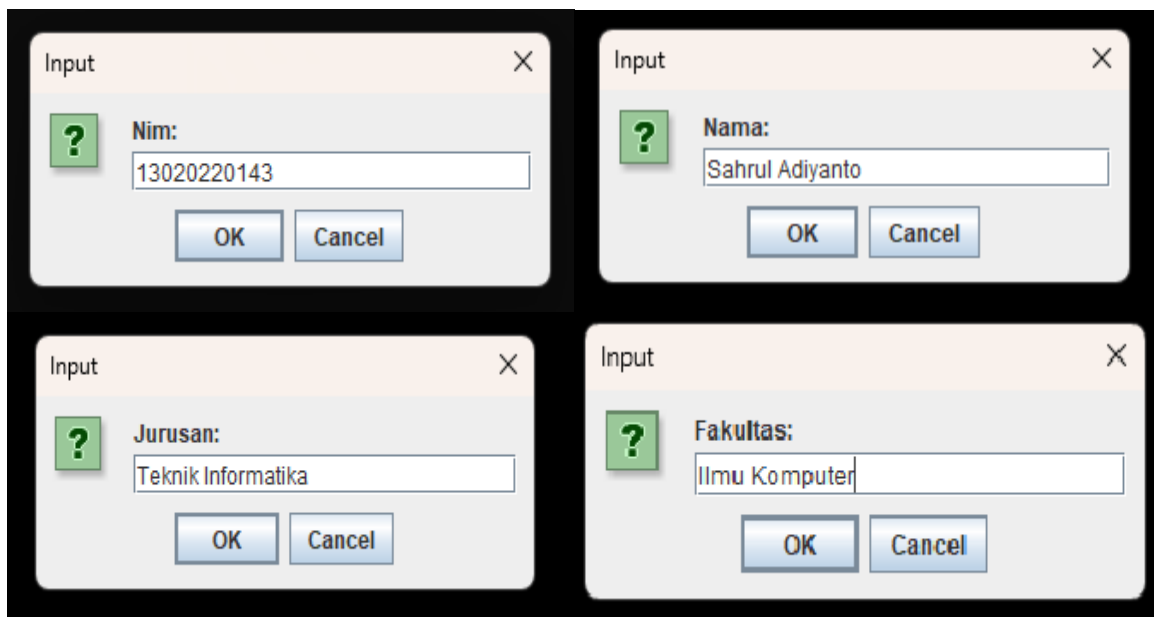 Input
Nim:
13020220143
OK Cancel
Input
Nama:
Sahrul Adiyanto
OK Cancel
Input
Jurusan:
Teknik Informatika
OK Cancel
Input
Fakultas:
Ilmu Komputer
OK Cancel